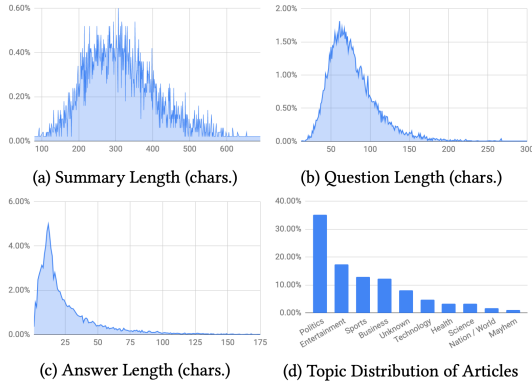 0.60%
0.40%
0.20%
0.00%
100 200 300 400 500 600
(a) Summary Length (chars.)
2.00%
1.50%
1.00%
0.50%
0.00%
50 100 150 200 250 300
(b) Question Length (chars.)
6.00%
4.00%
2.00%
0.00%
25 50 75 100 125 150 175
(c) Answer Length (chars.)
40.00%
30.00%
20.00%
10.00%
0.00%
Politics
Entertainment
Sports
Business
Unknown
Technology
Health
Science
Nation / World
Mayhem
(d) Topic Distribution of Articles